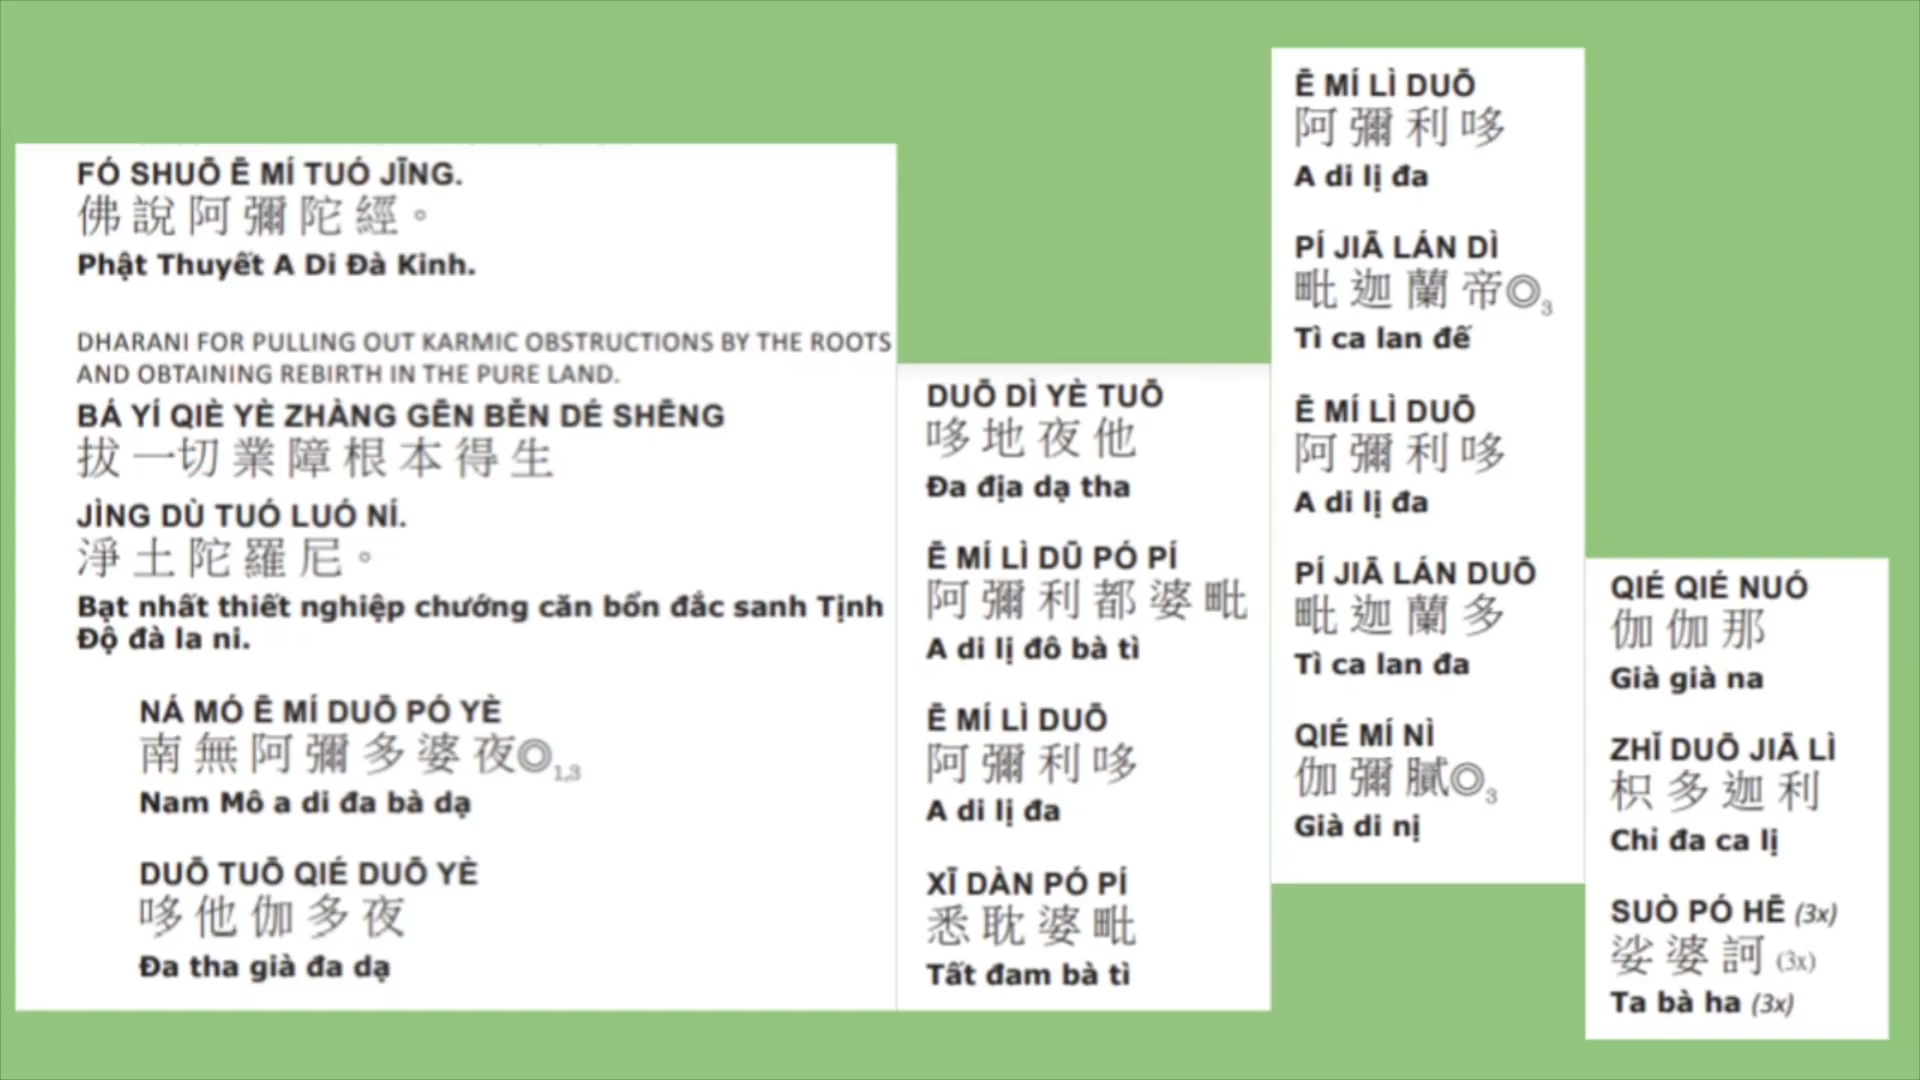 FÓ SHUŌ Ē MÍ TUÓ JĪNG.
佛說阿彌陀經。
Phật Thuyết A Di Đà Kinh.
DHARANI FOR PULLING OUT KARMIC OBSTRUCTIONS BY THE ROOTS
AND OBTAINING REBIRTH IN THE PURE LAND.
BÁ YÍ QIÈ YÈ ZHÀNG GĒN BĚN DÉ SHĒNG
拔一切業障根本得生
JÌNG DÙ TUÓ LUÓ NÍ.
淨土陀羅尼。
Bạt nhất thiết nghiệp chướng căn bổn đắc sanh Tịnh
Độ đà la ni.
NÁ MÓ Ē MÍ DUŌ PÓ YÈ
南無阿彌多婆夜◎1,3
Nam Mô a di đa bà dạ
DUŌ TUŌ QIÉ DUŌ YÈ
哆他伽多夜
Đa tha già đa dạ
DUŌ DÌ YÈ TUŌ
哆地夜他
Đa địa dạ tha
Ē MÍ LÌ DŪ PÓ PÍ
阿彌利都婆毗
A di lị đô bà tì
Ē MÍ LÌ DUŌ
阿彌利哆
A di lị đa
XĪ DÀN PÓ PÍ
悉耽婆毗
Tất đam bà tì
Ē MÍ LÌ DUŌ
阿彌利哆
A di lị đa
PÍ JIĀ LÁN DÌ
毗迦蘭帝◎3
Tì ca lan đế
Ē MÍ LÌ DUŌ
阿彌利哆
A di lị đa
PÍ JIĀ LÁN DUŌ
毗迦蘭多
Tì ca lan đa
QIÉ MÍ NÌ
伽彌膩◎3
Già di nị
QIÉ QIÉ NUÓ
伽伽那
Già già na
ZHǏ DUŌ JIĀ LÌ
枳多迦利
Chỉ đa ca lị
SUŌ PÓ HĒ (3x)
娑婆訶 (3x)
Ta bà ha (3x)